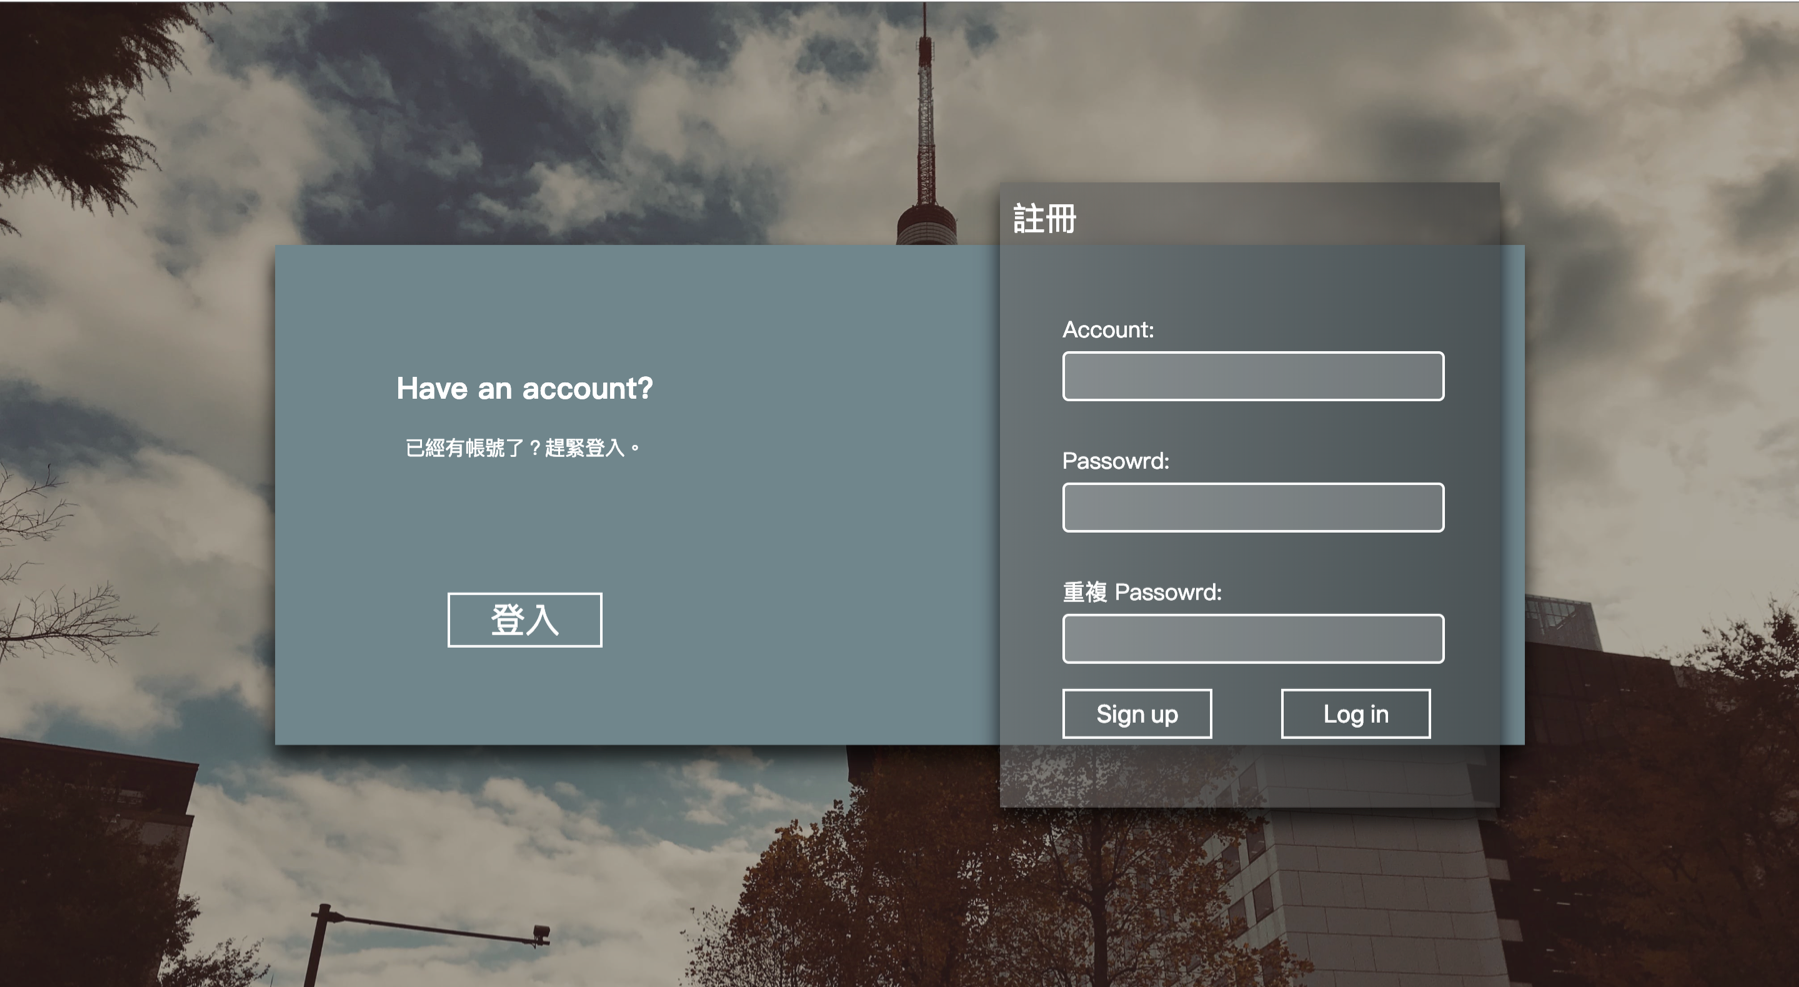 Have an account?
已經有帳號了？趕緊登入。
登入
註冊
Account:
Passowrd:
重複 Passowrd:
Sign up
Log in